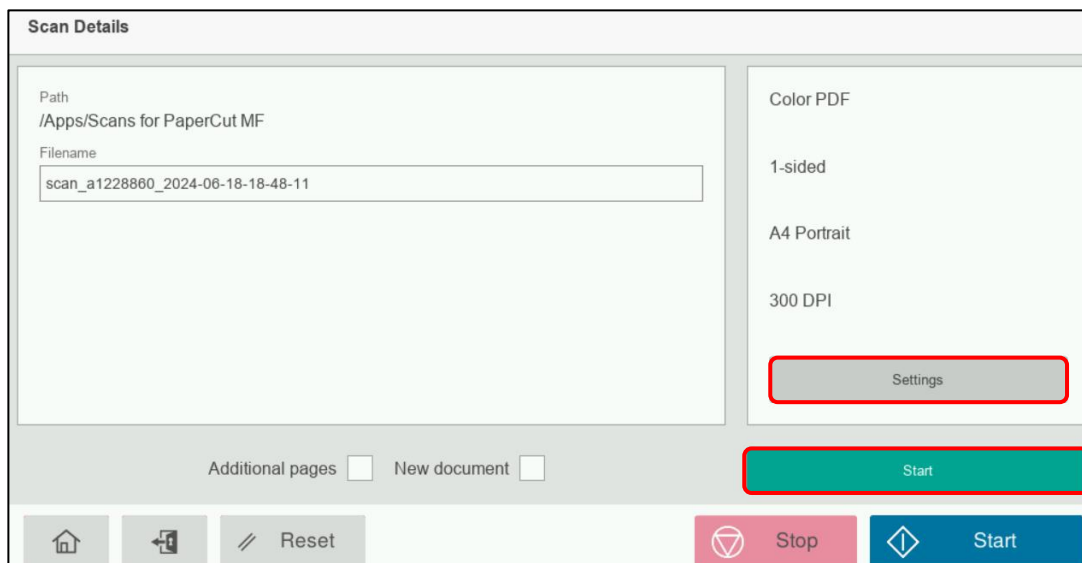 Scan Details
Path
/Apps/Scans for PaperCut MF
Filename
scan_a1228860_2024-06-18-18-48-11
Color PDF
1-sided
A4 Portrait
300 DPI
Settings
Additional pages
New document
Start
Reset
Stop
Start